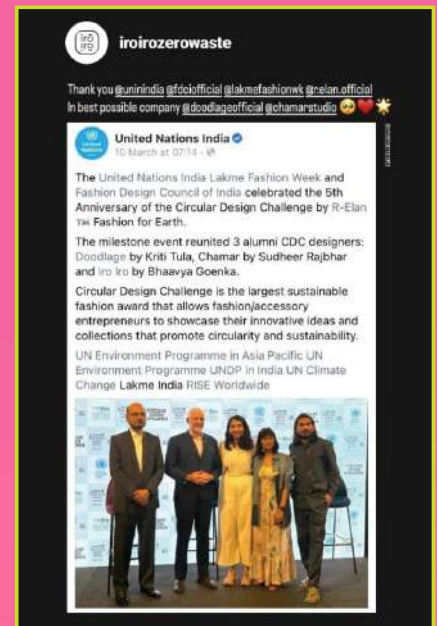 iro
iro
iroirozerowaste
Thank you @uninindia @fdciofficial @lakmefashionwk @relan.official
In best possible company @doodlageofficial @chamarstudio 🥺❤️🌟
United Nations India
10 March at 07:14 ·
The United Nations India Lakme Fashion Week and
Fashion Design Council of India celebrated the 5th
Anniversary of the Circular Design Challenge by R-Elan
™ Fashion for Earth.
The milestone event reunited 3 alumni CDC designers:
Doodlage by Kriti Tula, Chamar by Sudheer Rajbhar
and Iro Iro by Bhaavya Goenka.
Circular Design Challenge is the largest sustainable
fashion award that allows fashion/accessory
entrepreneurs to showcase their innovative ideas and
collections that promote circularity and sustainability.
UN Environment Programme in Asia Pacific UN
Environment Programme UNDP in India UN Climate
Change Lakme India RISE Worldwide